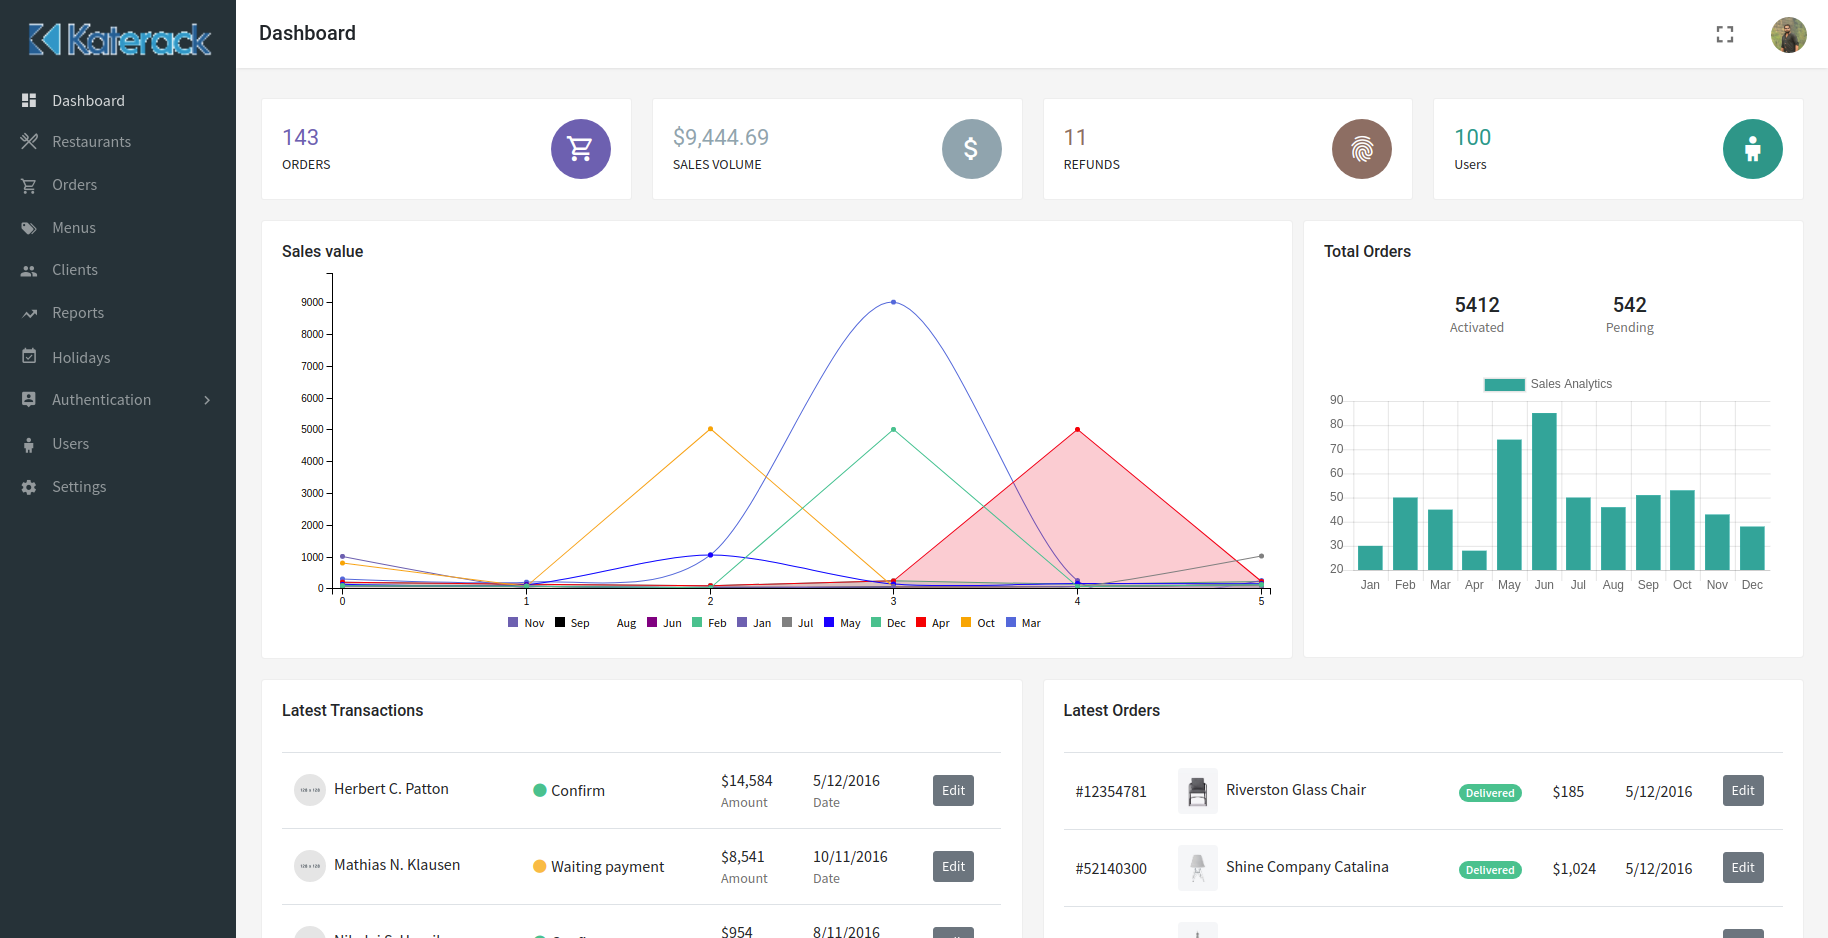 Katerack
Dashboard
Dashboard
Restaurants
Orders
Menus
Clients
Reports
Holidays
Authentication
Users
Settings
143
ORDERS
$9,444.69
SALES VOLUME
11
REFUNDS
100
Users
Sales value
9000
8000
7000
6000
5000
4000
3000
2000
1000
0
0 1 2 3 4 5
Nov Sep Aug Jun Feb Jan Jul May Dec Apr Oct Mar
Total Orders
5412
Activated
542
Pending
Sales Analytics
90
80
70
60
50
40
30
20
Jan Feb Mar Apr May Jun Jul Aug Sep Oct Nov Dec
Latest Transactions
128 x 128 Herbert C. Patton Confirm $14,584 5/12/2016 Edit
Amount Date
128 x 128 Mathias N. Klausen Waiting payment $8,541 10/11/2016 Edit
Amount Date
$954 8/11/2016
Latest Orders
#12354781 Riverston Glass Chair Delivered $185 5/12/2016 Edit
#52140300 Shine Company Catalina Delivered $1,024 5/12/2016 Edit